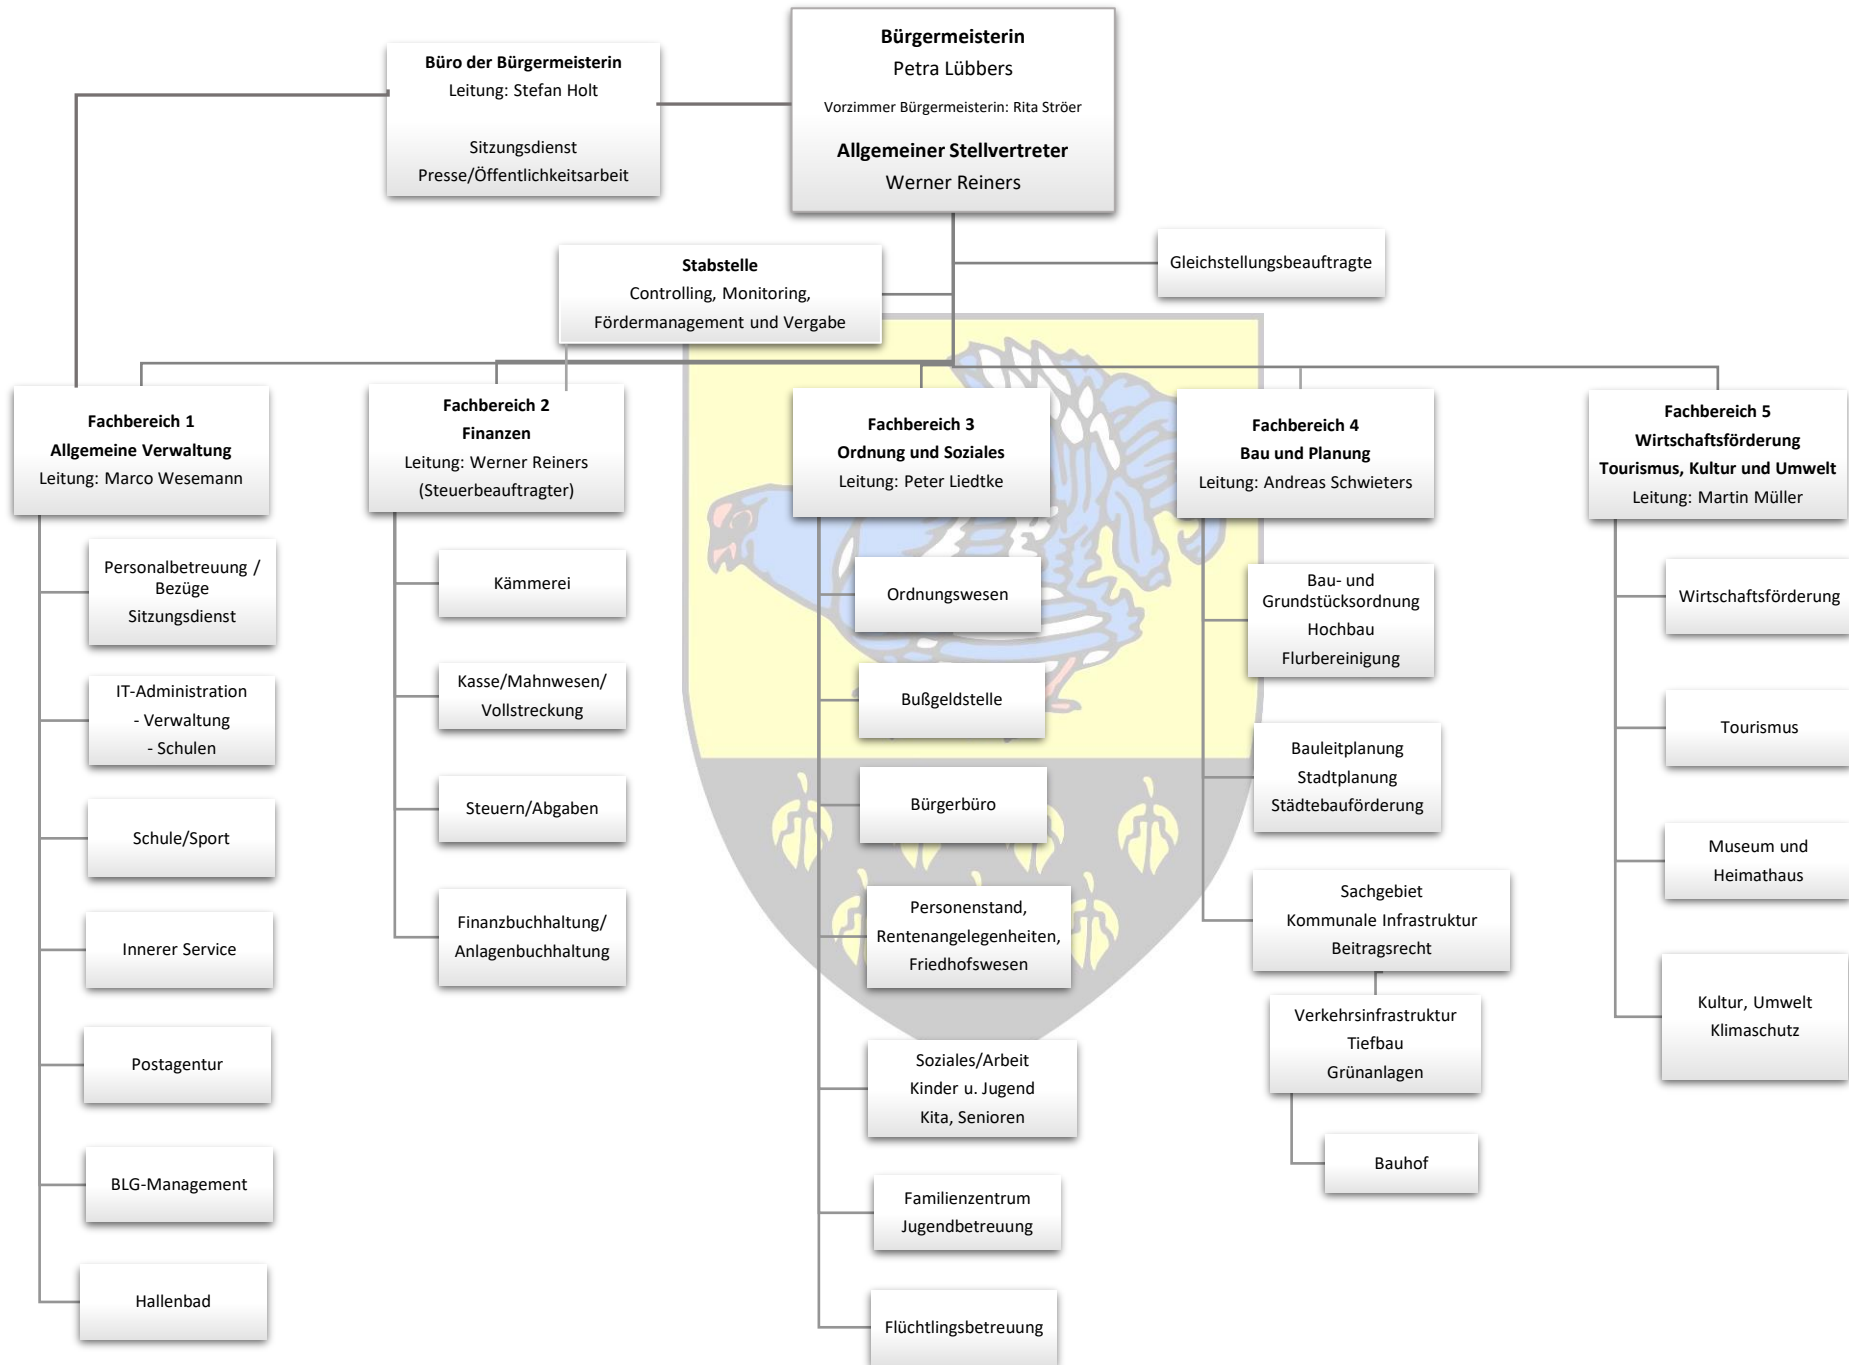 Bürgermeisterin
Petra Lübbers
Vorzimmer Bürgermeisterin: Rita Ströer
Allgemeiner Stellvertreter
Werner Reiners
Büro der Bürgermeisterin
Leitung: Stefan Holt
Sitzungsdienst
Presse/Öffentlichkeitsarbeit
Gleichstellungsbeauftragte
Stabstelle
Controlling, Monitoring,
Fördermanagement und Vergabe
Fachbereich 1
Allgemeine Verwaltung
Leitung: Marco Wesemann
Personalbetreuung /
Bezüge
Sitzungsdienst
IT-Administration
- Verwaltung
- Schulen
Schule/Sport
Innerer Service
Postagentur
BLG-Management
Hallenbad
Fachbereich 2
Finanzen
Leitung: Werner Reiners
(Steuerbeauftragter)
Kämmerei
Kasse/Mahnwesen/
Vollstreckung
Steuern/Abgaben
Finanzbuchhaltung/
Anlagenbuchhaltung
Fachbereich 3
Ordnung und Soziales
Leitung: Peter Liedtke
Ordnungswesen
Bußgeldstelle
Bürgerbüro
Personenstand,
Rentenangelegenheiten,
Friedhofswesen
Soziales/Arbeit
Kinder u. Jugend
Kita, Senioren
Familienzentrum
Jugendbetreuung
Flüchtlingsbetreuung
Fachbereich 4
Bau und Planung
Leitung: Andreas Schwieters
Bau- und
Grundstücksordnung
Hochbau
Flurbereinigung
Bauleitplanung
Stadtplanung
Städtebauförderung
Sachgebiet
Kommunale Infrastruktur
Beitragsrecht
Verkehrsinfrastruktur
Tiefbau
Grünanlagen
Bauhof
Fachbereich 5
Wirtschaftsförderung
Tourismus, Kultur und Umwelt
Leitung: Martin Müller
Wirtschaftsförderung
Tourismus
Museum und
Heimathaus
Kultur, Umwelt
Klimaschutz